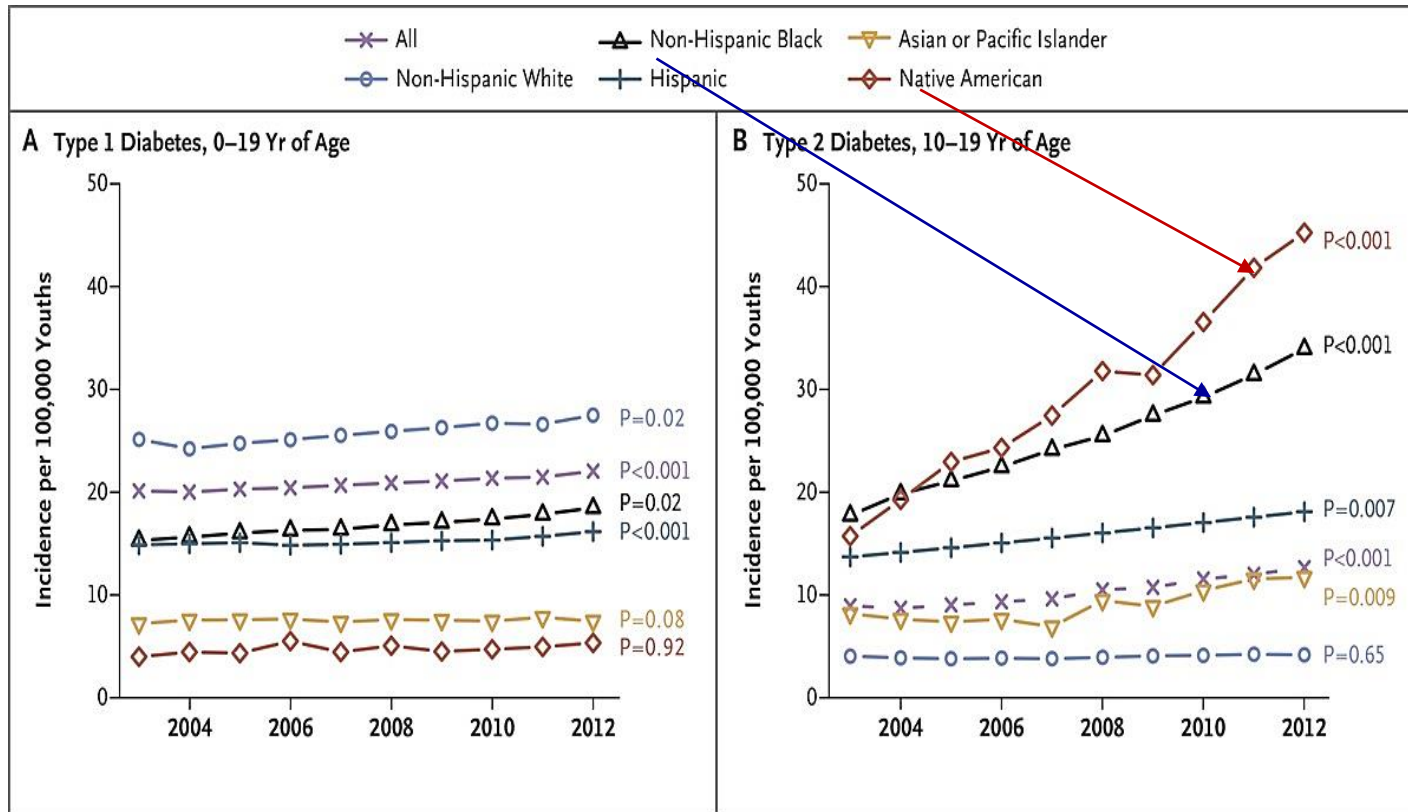 All
Non-Hispanic Black
Asian or Pacific Islander
Non-Hispanic White
Hispanic
Native American
A Type 1 Diabetes, 0–19 Yr of Age
50
40
30
20
10
0
Incidence per 100,000 Youths
P=0.02
P<0.001
P=0.02
P<0.001
P=0.08
P=0.92
2004 2006 2008 2010 2012
B Type 2 Diabetes, 10–19 Yr of Age
50
40
30
20
10
0
Incidence per 100,000 Youths
P<0.001
P<0.001
P=0.007
P<0.001
P=0.009
P=0.65
2004 2006 2008 2010 2012